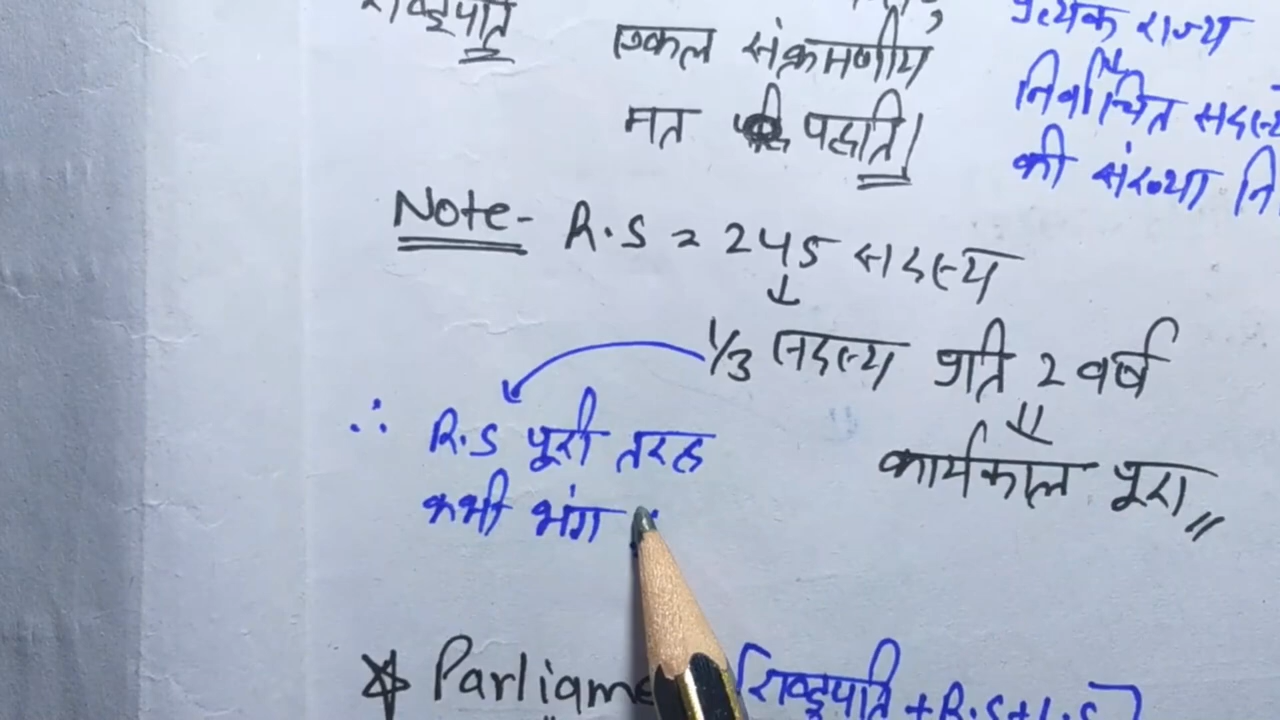 राष्ट्रपति
एकल संक्रमणीय
मत पद्धति।
प्रत्येक राज्य
↓
निर्वाचित सदस्य
की संख्या नि
Note- R.S = 245 सदस्य
↓
1/3 सदस्य प्रति 2 वर्ष
कार्यकाल पूरा
∴ R.S पूरी तरह
कभी भंग
☆ Parliame
राष्ट्रपति + R.S + L.S